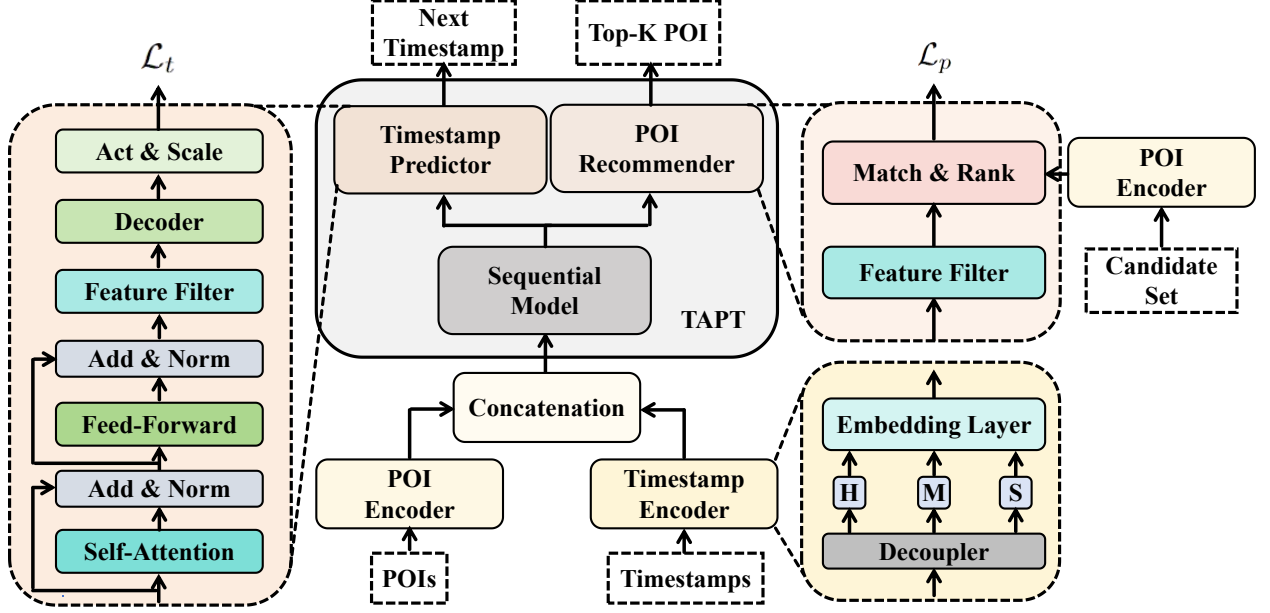 Next
Timestamp
Top-K POI
ℒt
Act & Scale
Decoder
Feature Filter
Add & Norm
Feed-Forward
Add & Norm
Self-Attention
Timestamp
Predictor
POI
Recommender
Sequential
Model
TAPT
Concatenation
POI
Encoder
POIs
Timestamp
Encoder
Timestamps
ℒp
Match & Rank
Feature Filter
POI
Encoder
Candidate
Set
Embedding Layer
H M S
Decoupler